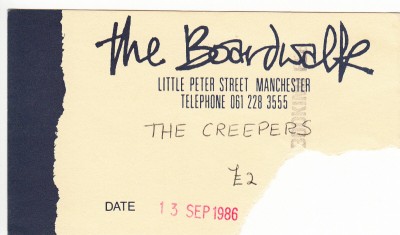 the Boardwalk
LITTLE PETER STREET MANCHESTER
TELEPHONE 061 228 3555
THE CREEPERS
£2
DATE 13 SEP 1986